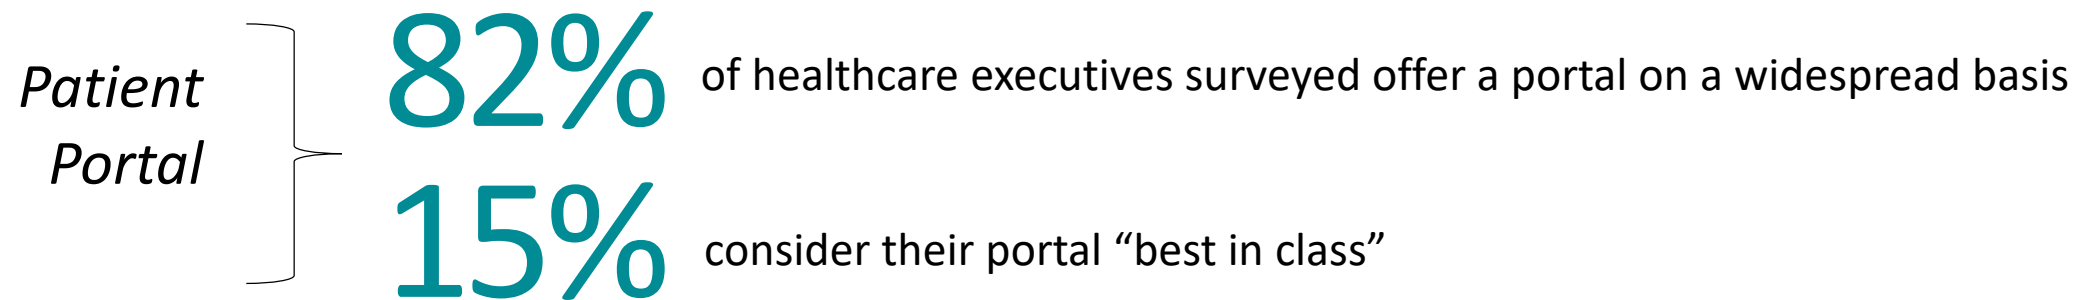 Patient
Portal
82% of healthcare executives surveyed offer a portal on a widespread basis
15% consider their portal “best in class”